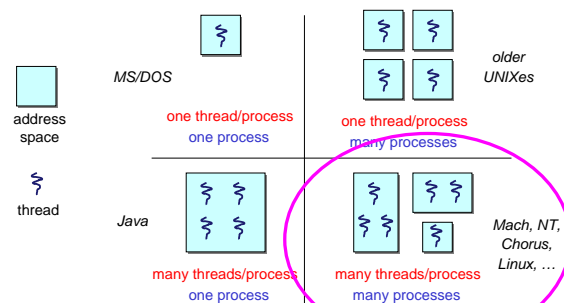 MS/DOS
older
UNIXes
address
space
one thread/process
one process
one thread/process
many processes
thread
Java
Mach, NT,
Chorus,
Linux, …
many threads/process
one process
many threads/process
many processes